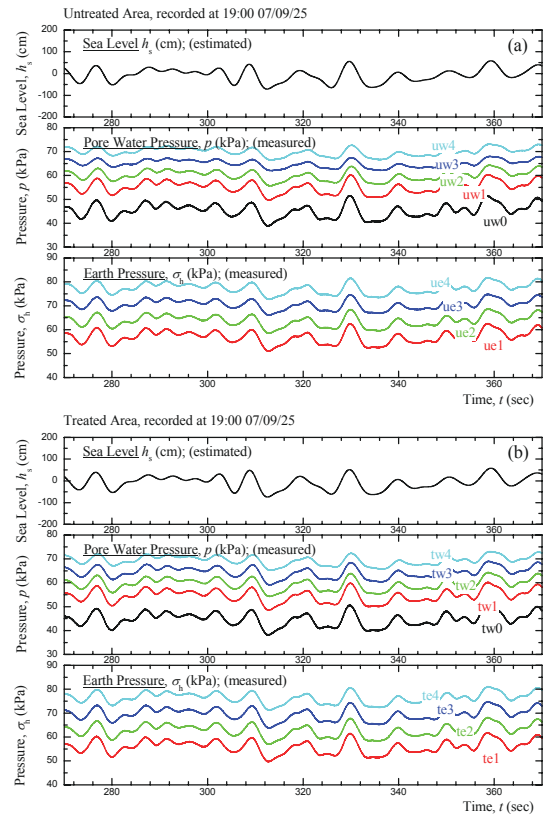 Untreated Area, recorded at 19:00 07/09/25
Sea Level, hs (cm)
200
100
0
-100
-200
Sea Level hs (cm); (estimated)
(a)
280 300 320 340 360
Pressure, p (kPa)
80
70
60
50
40
30
Pore Water Pressure, p (kPa); (measured)
uw4
uw3
uw2
uw1
uw0
280 300 320 340 360
Pressure, σh (kPa)
90
80
70
60
50
40
Earth Pressure, σh (kPa); (measured)
ue4
ue3
ue2
ue1
280 300 320 340 360
Time, t (sec)
Treated Area, recorded at 19:00 07/09/25
Sea Level, hs (cm)
200
100
0
-100
-200
Sea Level hs (cm); (estimated)
(b)
280 300 320 340 360
Pressure, p (kPa)
80
70
60
50
40
30
Pore Water Pressure, p (kPa); (measured)
tw4
tw3
tw2
tw1
tw0
280 300 320 340 360
Pressure, σh (kPa)
90
80
70
60
50
40
Earth Pressure, σh (kPa); (measured)
te4
te3
te2
te1
280 300 320 340 360
Time, t (sec)